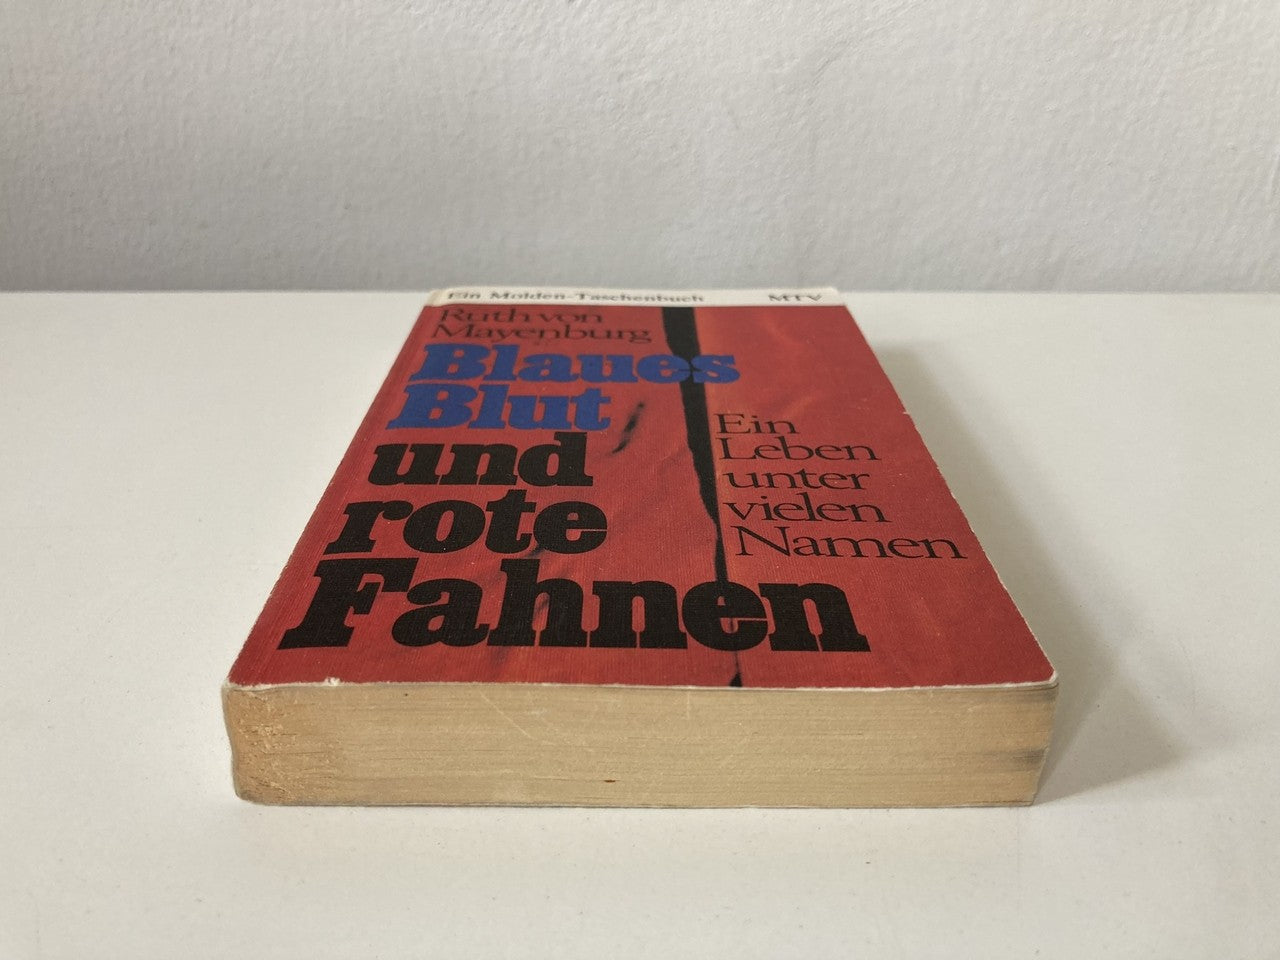 Ein Molden-Taschenbuch MTV
Ruth von
Mayenburg
Blaues
Blut
und
rote
Fahnen
Ein
Leben
unter
vielen
Namen